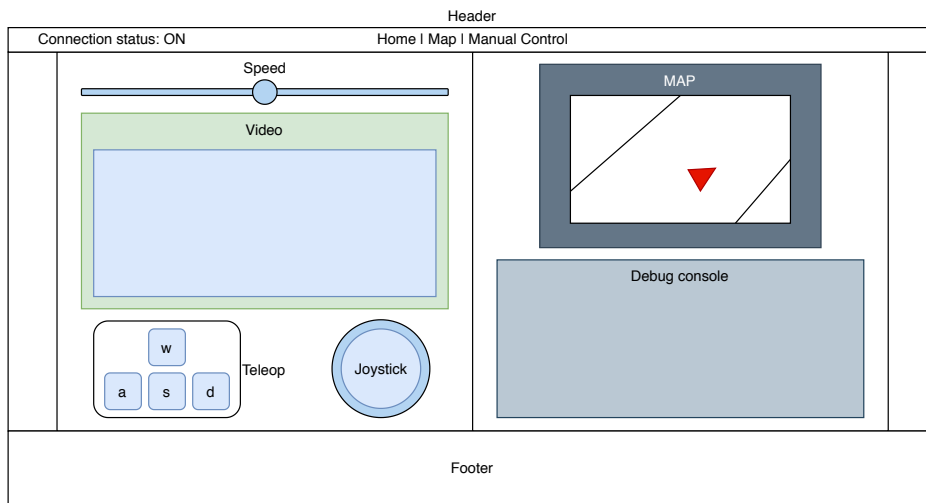 Header
Connection status: ON
Home | Map | Manual Control
Speed
Video
w
a s d
Teleop
Joystick
MAP
Debug console
Footer